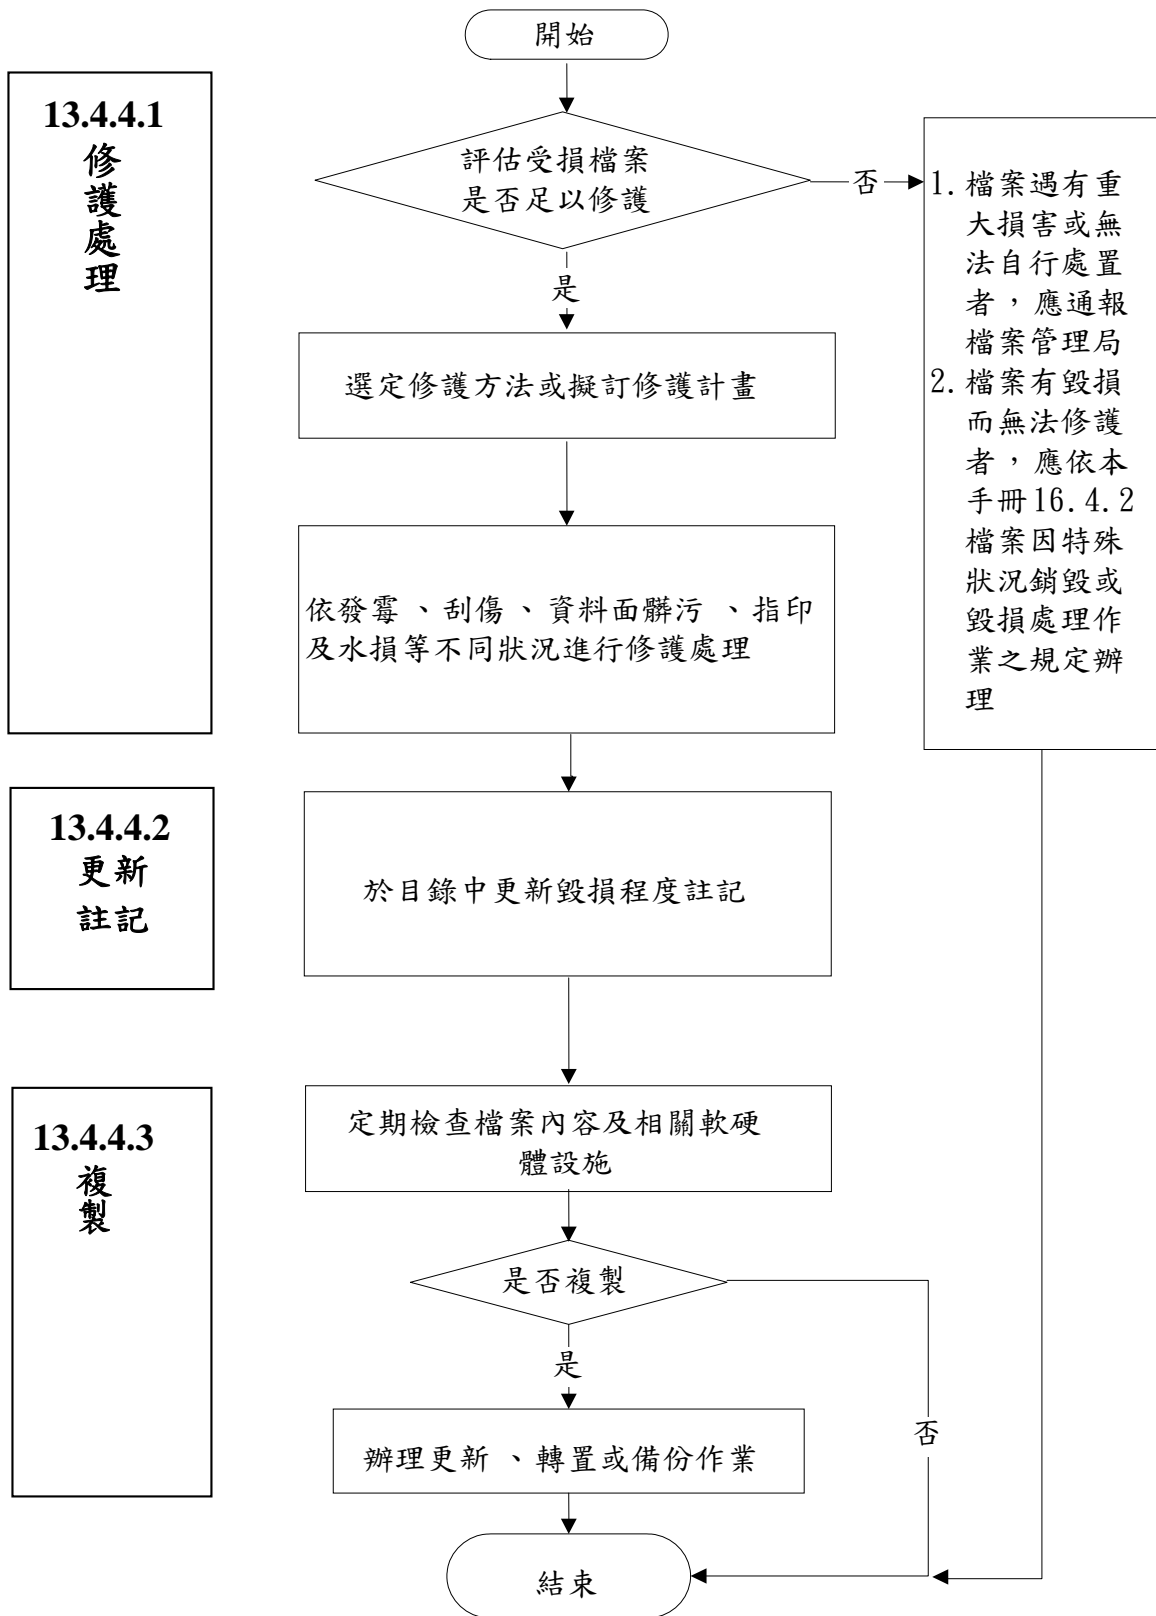 開始
13.4.4.1
修
護
處
理
評估受損檔案
是否足以修護
否
是
1. 檔案遇有重
大損害或無
法自行處置
者，應通報
檔案管理局
2. 檔案有毀損
而無法修護
者，應依本
手冊16.4.2
檔案因特殊
狀況銷毀或
毀損處理作
業之規定辦
理
選定修護方法或擬訂修護計畫
依發霉、刮傷、資料面髒污、指印
及水損等不同狀況進行修護處理
13.4.4.2
更新
註記
於目錄中更新毀損程度註記
13.4.4.3
複
製
定期檢查檔案內容及相關軟硬
體設施
是否複製
是
否
辦理更新、轉置或備份作業
結束